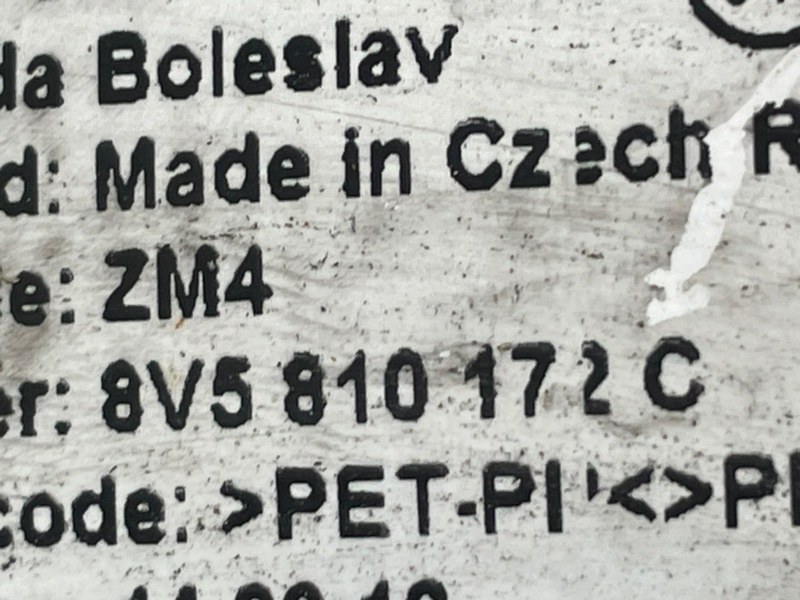 da Boleslav
d: Made in Czech R
e: ZM4
er: 8V5 810 172 C
code: >PET-PI <>P